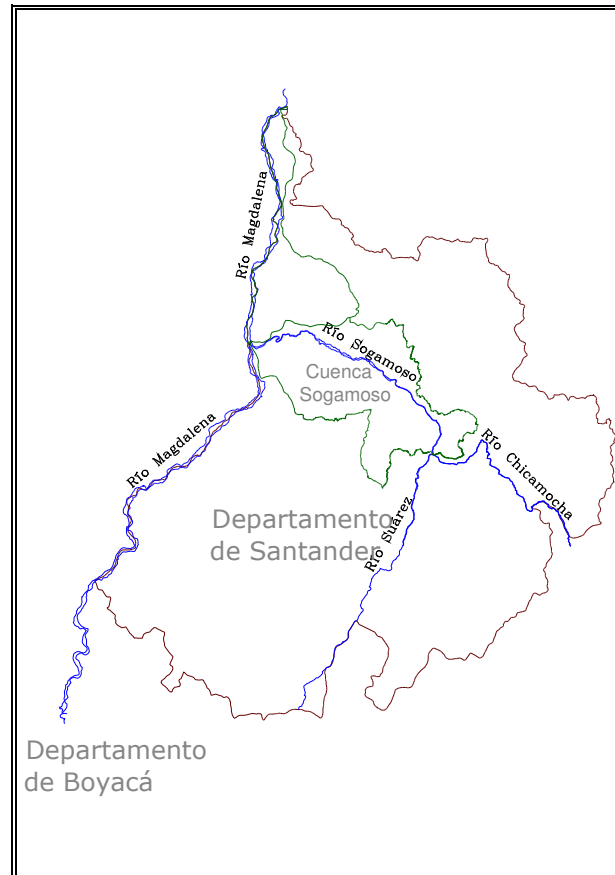 Río Magdalena
Río Sogamoso
Cuenca
Sogamoso
Río Magdalena
Río Chicamocha
Departamento
de Santander
Río Suárez
Departamento
de Boyacá